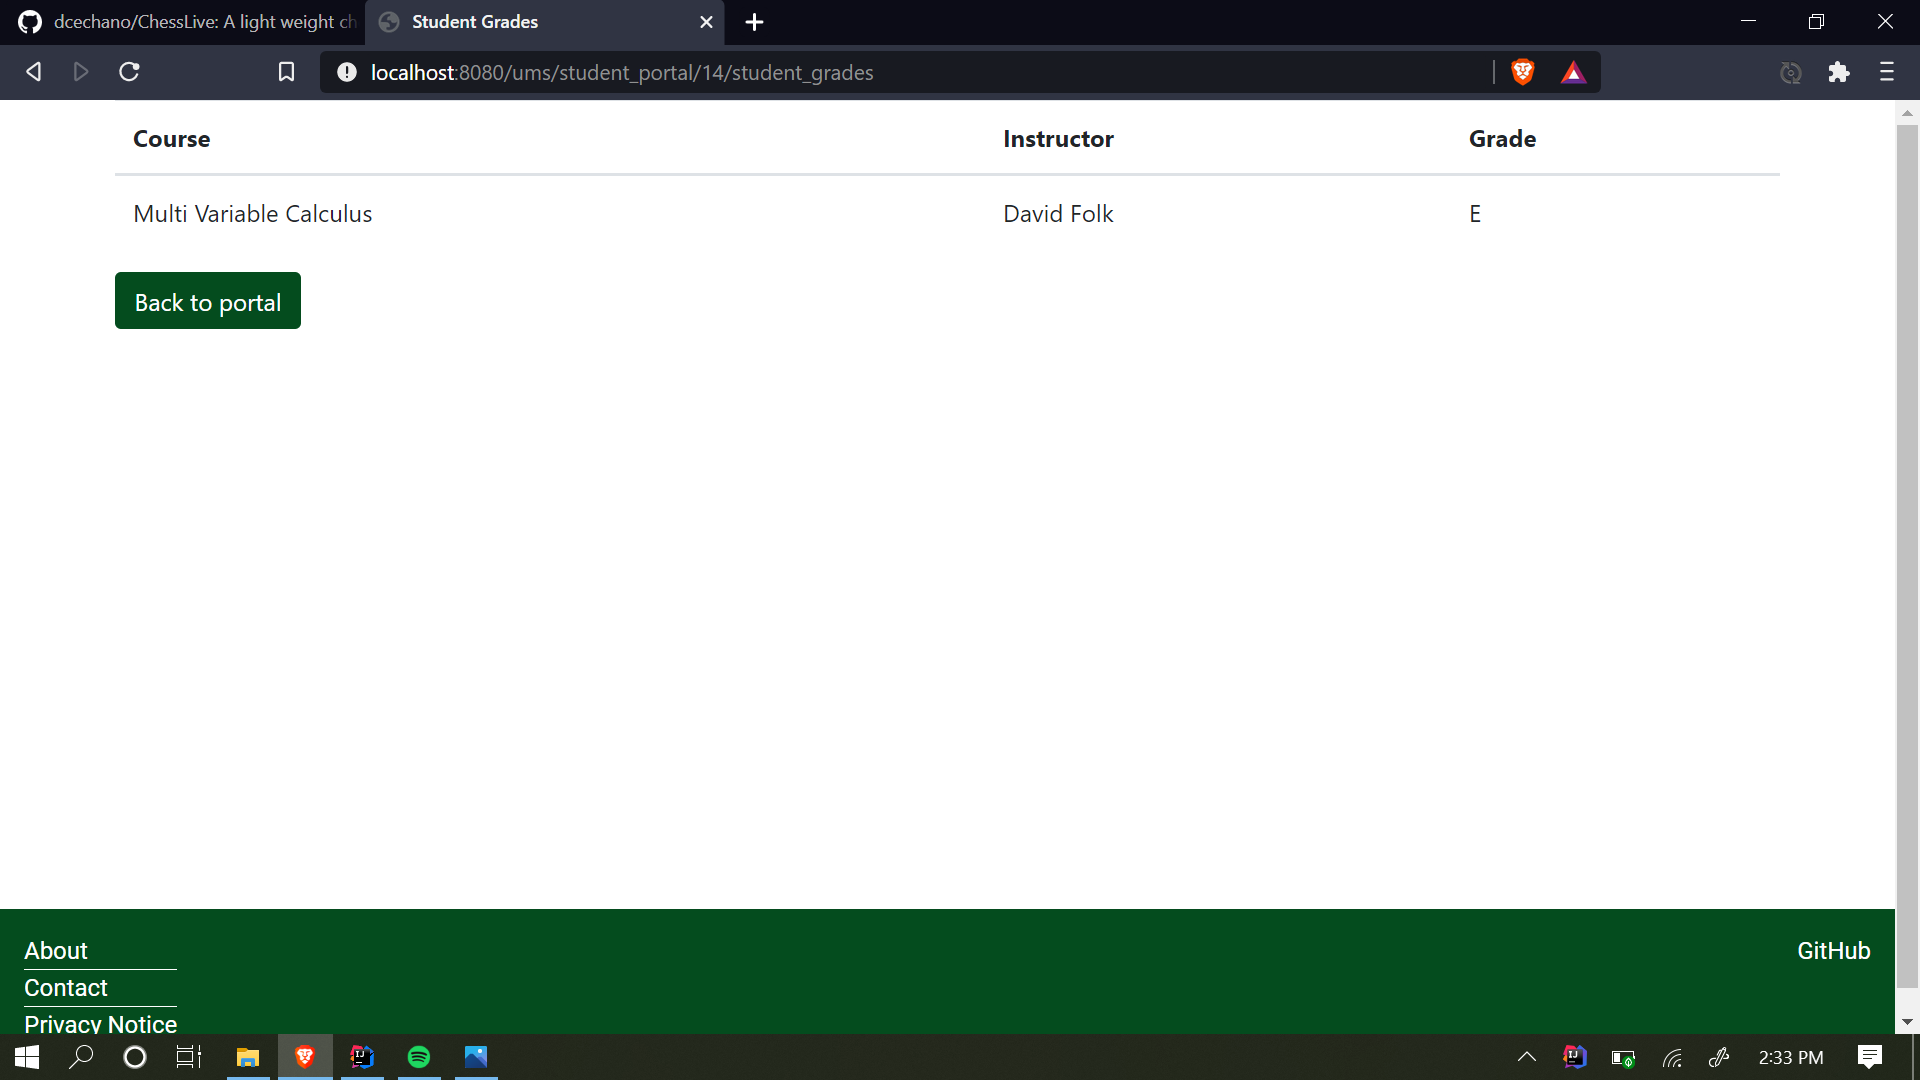 dcechano/ChessLive: A light weight ch
Student Grades
localhost:8080/ums/student_portal/14/student_grades
Course Instructor Grade
Multi Variable Calculus David Folk E
Back to portal
About GitHub
Contact
Privacy Notice
2:33 PM